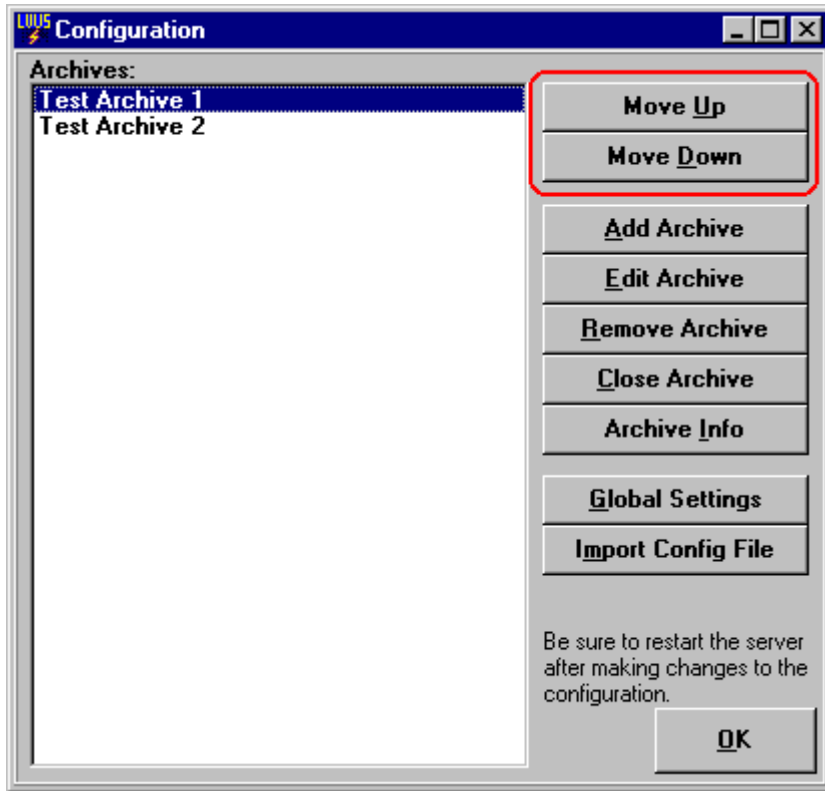 LWS Configuration
Archives:
Test Archive 1
Test Archive 2
Move Up
Move Down
Add Archive
Edit Archive
Remove Archive
Close Archive
Archive Info
Global Settings
Import Config File
Be sure to restart the server
after making changes to the
configuration.
OK